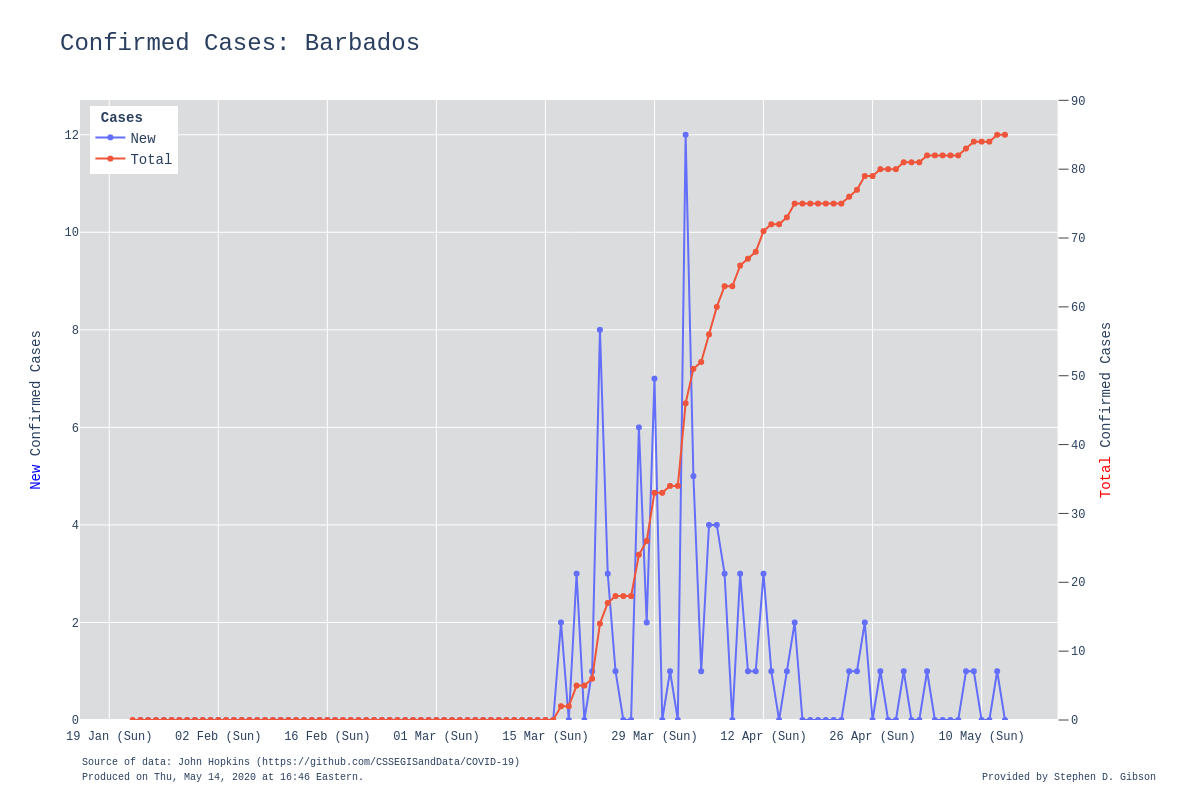 Confirmed Cases: Barbados
Cases
New
Total
12
10
8
6
4
2
0
90
80
70
60
50
40
30
20
10
0
New Confirmed Cases
Total Confirmed Cases
19 Jan (Sun) 02 Feb (Sun) 16 Feb (Sun) 01 Mar (Sun) 15 Mar (Sun) 29 Mar (Sun) 12 Apr (Sun) 26 Apr (Sun) 10 May (Sun)
Source of data: John Hopkins (https://github.com/CSSEGISandData/COVID-19)
Produced on Thu, May 14, 2020 at 16:46 Eastern.
Provided by Stephen D. Gibson